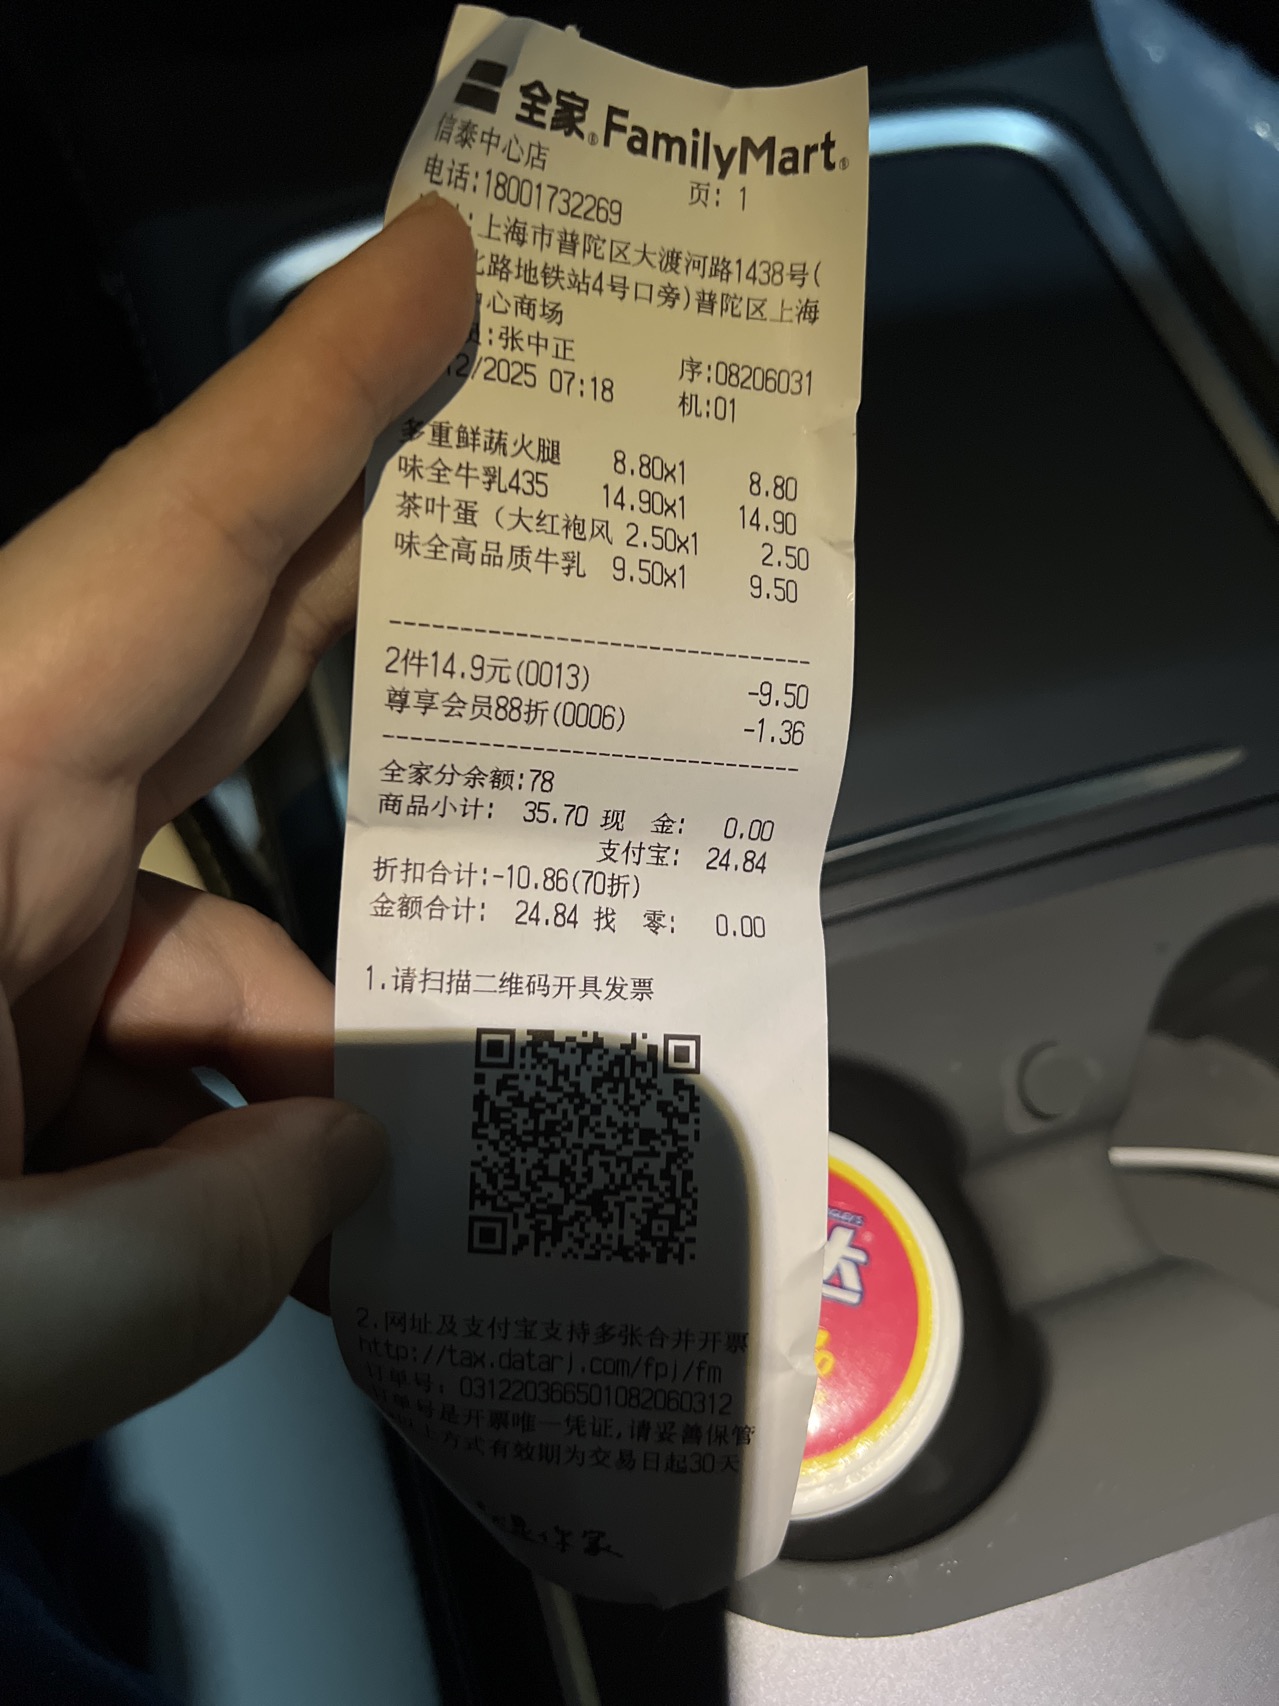 全家 FamilyMart
信泰中心店
电话:18001732269 页: 1
:上海市普陀区大渡河路1438号(
北路地铁站4号口旁)普陀区上海
中心商场
员:张中正 序:08206031
12/2025 07:18 机:01
多重鲜蔬火腿 8.80x1 8.80
味全牛乳435 14.90x1 14.90
茶叶蛋（大红袍风 2.50x1 2.50
味全高品质牛乳 9.50x1 9.50
2件14.9元(0013) -9.50
尊享会员88折(0006) -1.36
全家分余额:78
商品小计: 35.70 现 金: 0.00
支付宝: 24.84
折扣合计:-10.86(70折)
金额合计: 24.84 找 零: 0.00
1.请扫描二维码开具发票
2.网址及支付宝支持多张合并开票
http://tax.datarj.com/fpj/fm
订单号: 03122036650108206​0312
订单号是开票唯一凭证,请妥善保管
以上方式有效期为交易日起30天
达